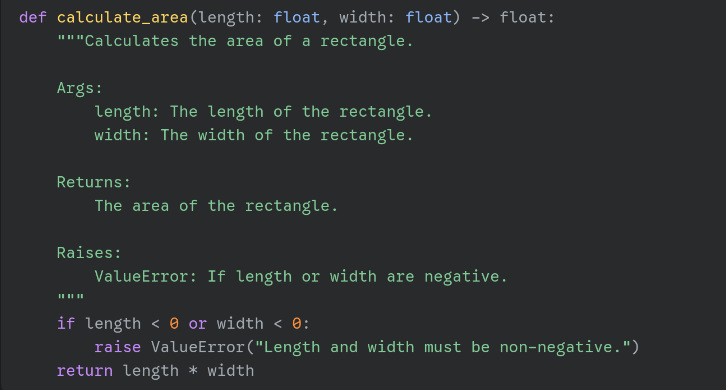 def calculate_area(length: float, width: float) -> float:
    """Calculates the area of a rectangle.

    Args:
        length: The length of the rectangle.
        width: The width of the rectangle.

    Returns:
        The area of the rectangle.

    Raises:
        ValueError: If length or width are negative.
    """
    if length < 0 or width < 0:
        raise ValueError("Length and width must be non-negative.")
    return length * width